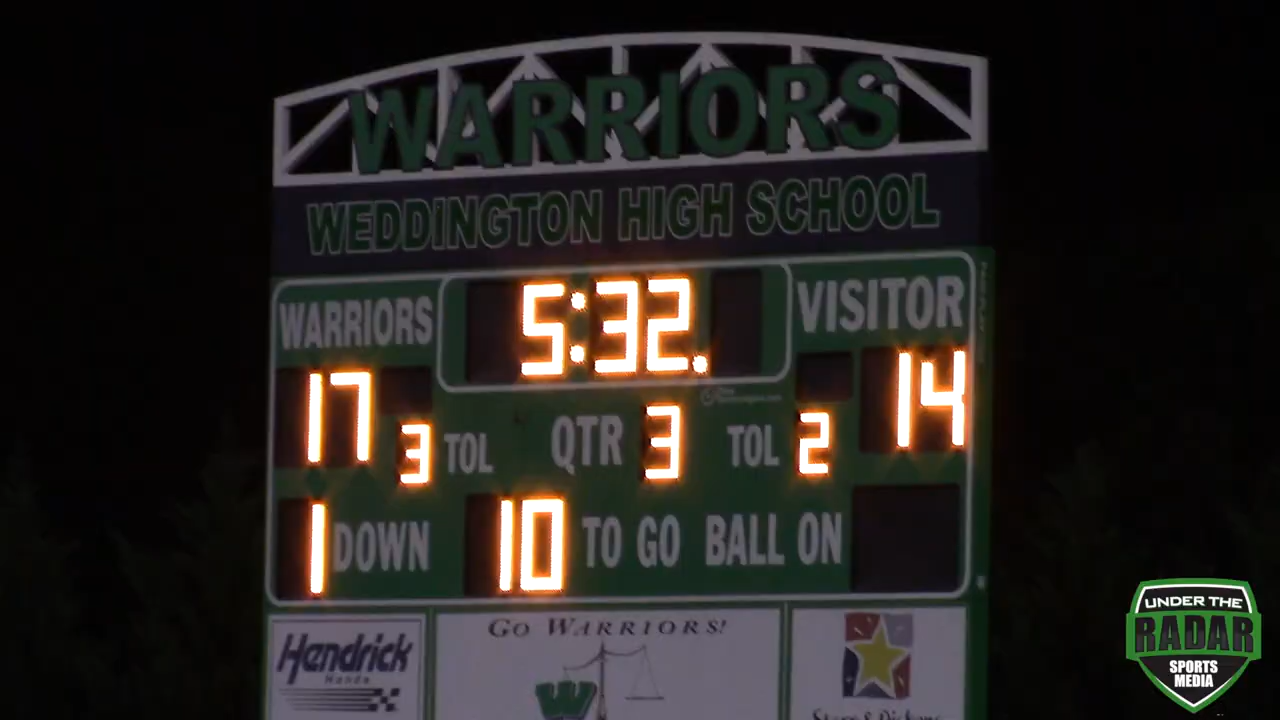 WARRIORS
WEDDINGTON HIGH SCHOOL
WARRIORS 5:32. VISITOR
17 3 TOL QTR 3 TOL 2 14
1 DOWN 10 TO GO BALL ON
Hendrick
Honda
GO WARRIORS!
W
UNDER THE
RADAR
SPORTS
MEDIA